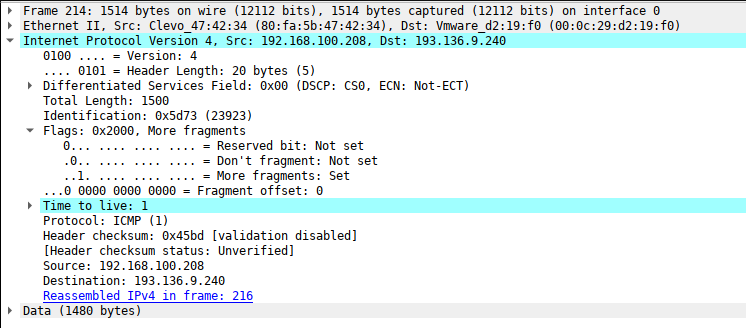 Frame 214: 1514 bytes on wire (12112 bits), 1514 bytes captured (12112 bits) on interface 0
Ethernet II, Src: Clevo_47:42:34 (80:fa:5b:47:42:34), Dst: Vmware_d2:19:f0 (00:0c:29:d2:19:f0)
Internet Protocol Version 4, Src: 192.168.100.208, Dst: 193.136.9.240
0100 .... = Version: 4
.... 0101 = Header Length: 20 bytes (5)
Differentiated Services Field: 0x00 (DSCP: CS0, ECN: Not-ECT)
Total Length: 1500
Identification: 0x5d73 (23923)
Flags: 0x2000, More fragments
0... .... .... .... = Reserved bit: Not set
.0.. .... .... .... = Don't fragment: Not set
..1. .... .... .... = More fragments: Set
...0 0000 0000 0000 = Fragment offset: 0
Time to live: 1
Protocol: ICMP (1)
Header checksum: 0x45bd [validation disabled]
[Header checksum status: Unverified]
Source: 192.168.100.208
Destination: 193.136.9.240
Reassembled IPv4 in frame: 216
Data (1480 bytes)